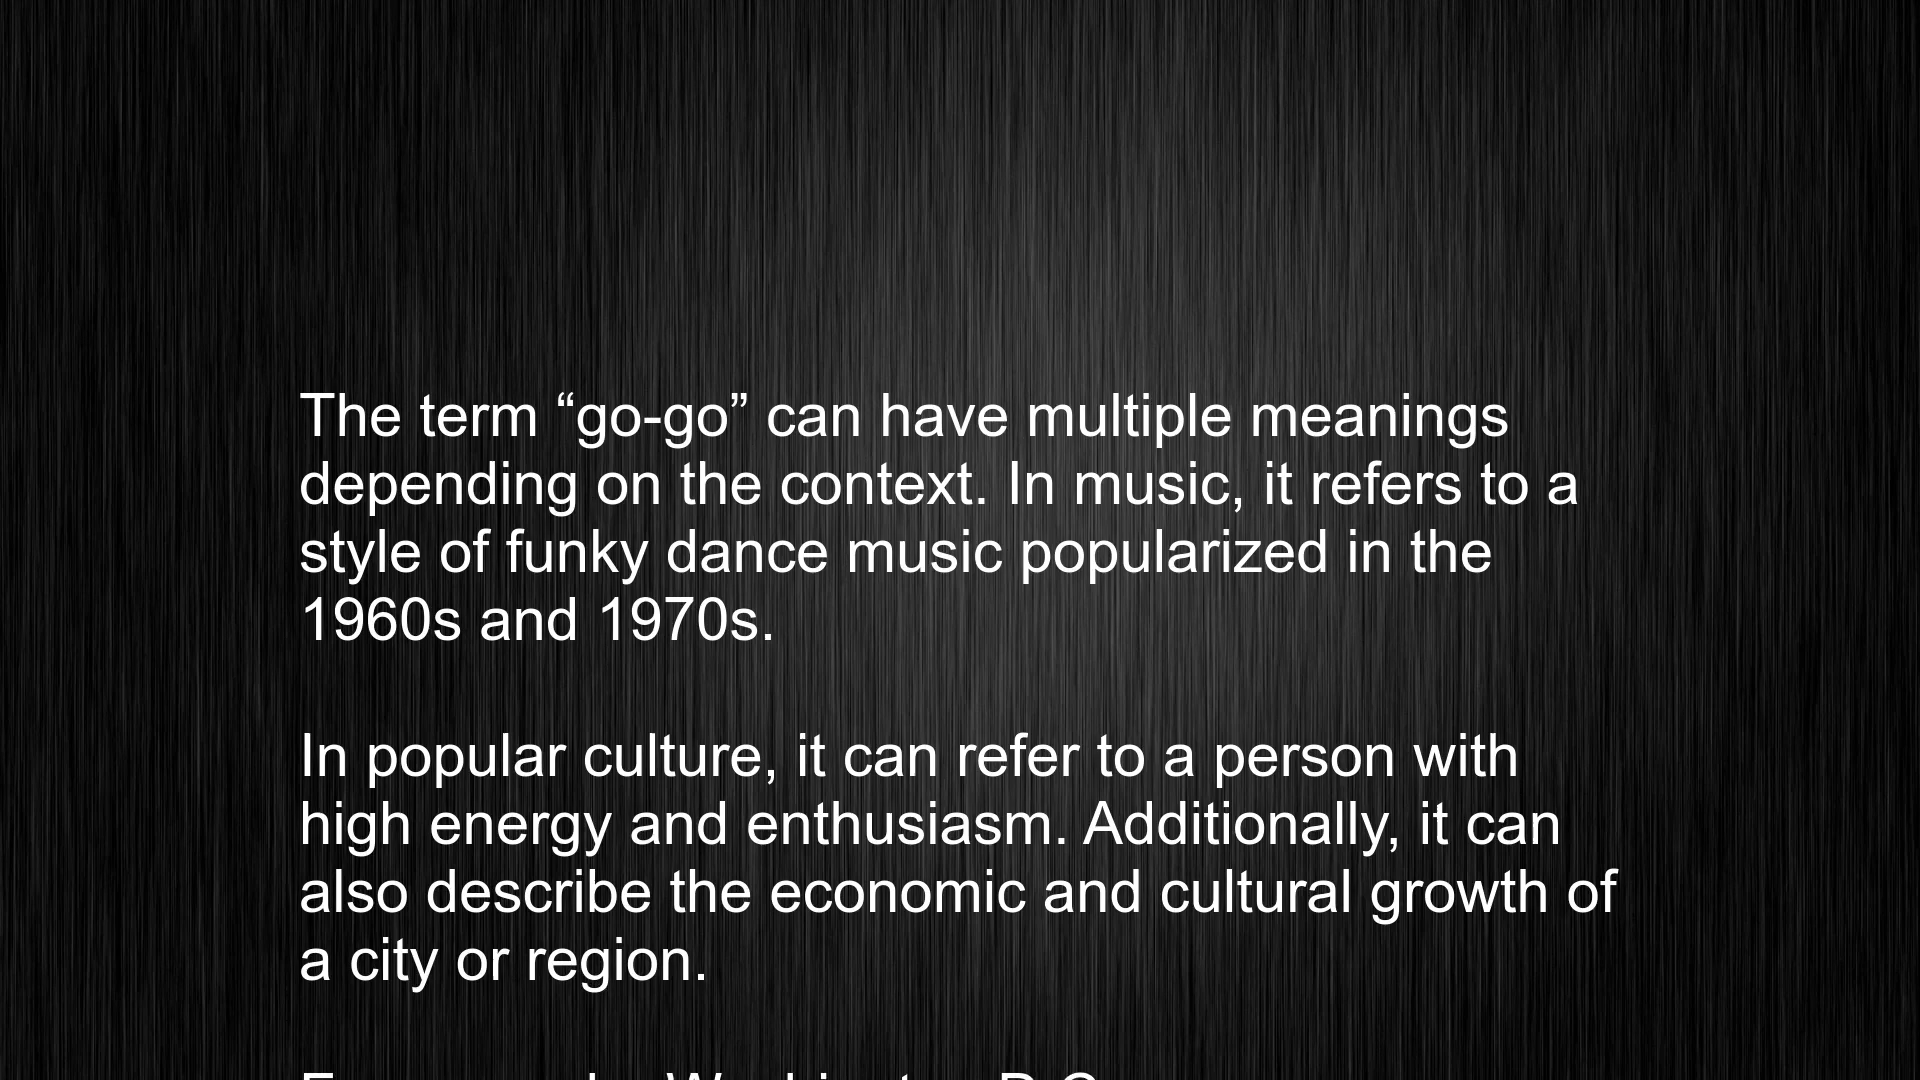 The term “go-go” can have multiple meanings
depending on the context. In music, it refers to a
style of funky dance music popularized in the
1960s and 1970s.
In popular culture, it can refer to a person with
high energy and enthusiasm. Additionally, it can
also describe the economic and cultural growth of
a city or region.